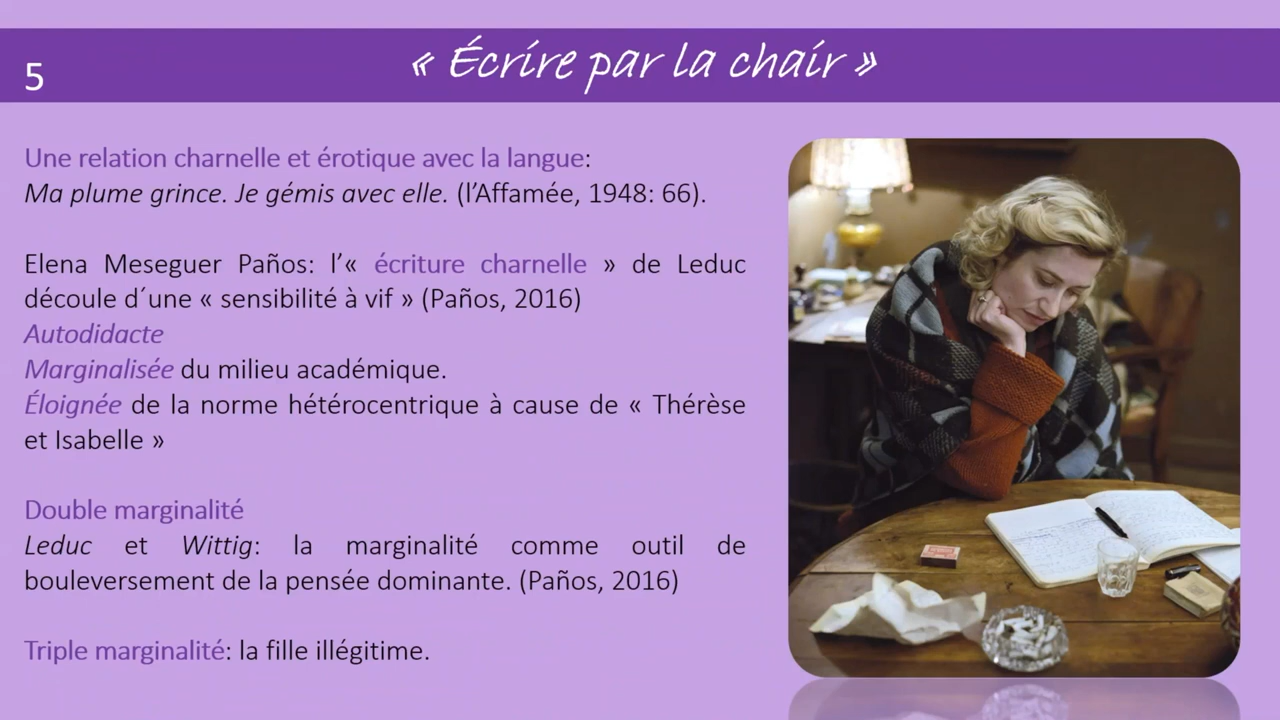 5
« Écrire par la chair »
Une relation charnelle et érotique avec la langue:
Ma plume grince. Je gémis avec elle. (l’Affamée, 1948: 66).
Elena Meseguer Paños: l’« écriture charnelle » de Leduc
découle d´une « sensibilité à vif » (Paños, 2016)
Autodidacte
Marginalisée du milieu académique.
Éloignée de la norme hétérocentrique à cause de « Thérèse
et Isabelle »
Double marginalité
Leduc et Wittig: la marginalité comme outil de
bouleversement de la pensée dominante. (Paños, 2016)
Triple marginalité: la fille illégitime.